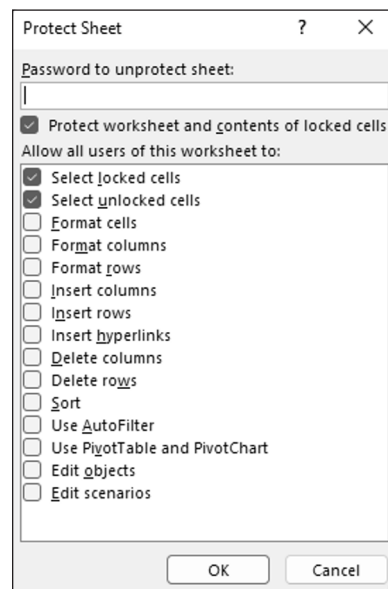 Protect Sheet ?
Password to unprotect sheet:
Protect worksheet and contents of locked cells
Allow all users of this worksheet to:
Select locked cells
Select unlocked cells
Format cells
Format columns
Format rows
Insert columns
Insert rows
Insert hyperlinks
Delete columns
Delete rows
Sort
Use AutoFilter
Use PivotTable and PivotChart
Edit objects
Edit scenarios
OK Cancel